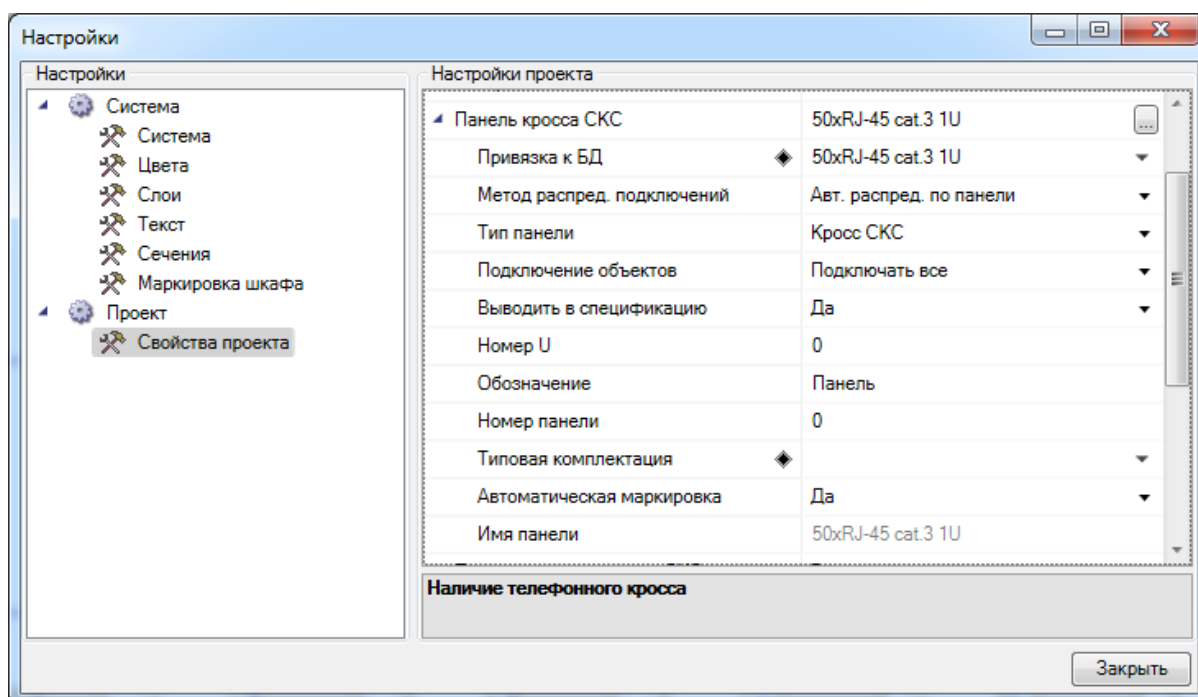 Настройки
Настройки
Система
Система
Цвета
Слои
Текст
Сечения
Маркировка шкафа
Проект
Свойства проекта
Настройки проекта
Панель кросса СКС 50xRJ-45 cat.3 1U ...
Привязка к БД 50xRJ-45 cat.3 1U
Метод распред. подключений Авт. распред. по панели
Тип панели Кросс СКС
Подключение объектов Подключать все
Выводить в спецификацию Да
Номер U 0
Обозначение Панель
Номер панели 0
Типовая комплектация
Автоматическая маркировка Да
Имя панели 50xRJ-45 cat.3 1U
Наличие телефонного кросса
Закрыть